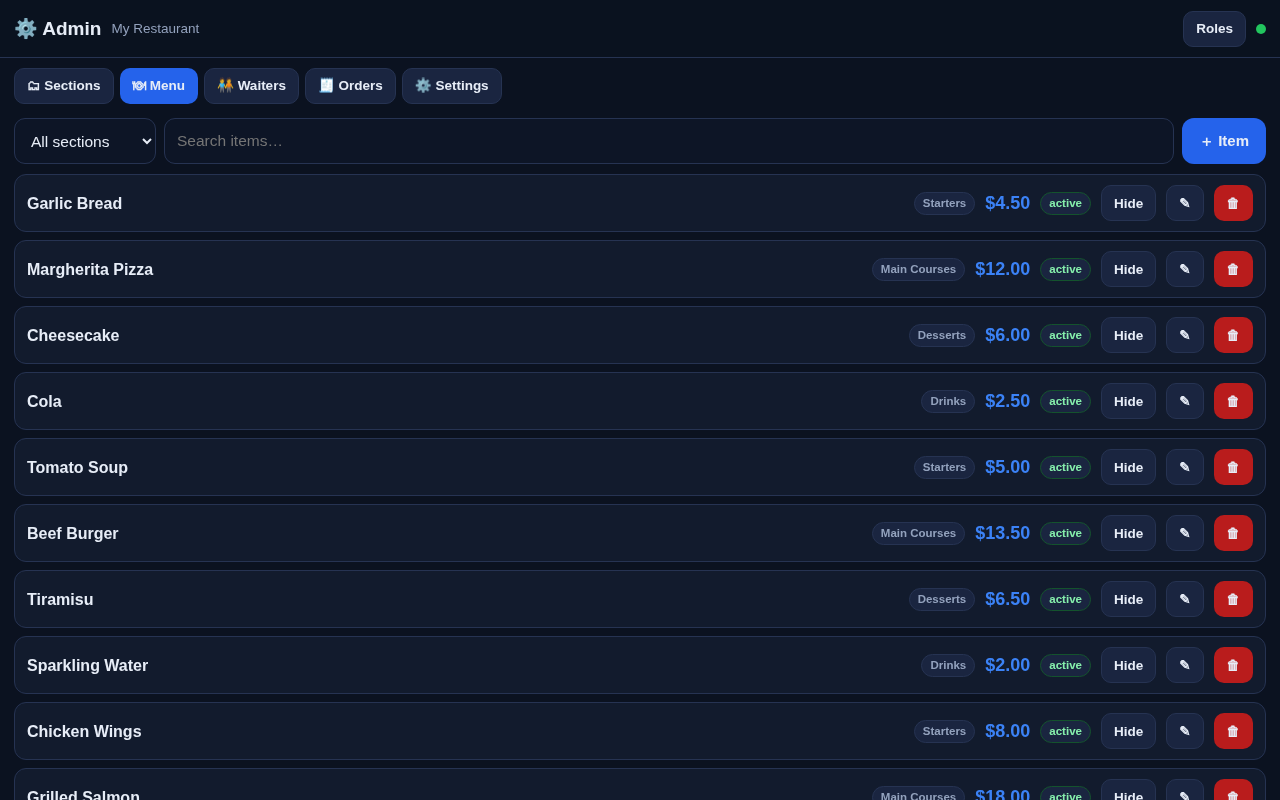 ⚙️ Admin My Restaurant Roles
🗂 Sections 🍽 Menu 🧑‍🤝‍🧑 Waiters 🧾 Orders ⚙️ Settings
All sections Search items… ＋ Item
Garlic Bread Starters $4.50 active Hide ✎ 🗑
Margherita Pizza Main Courses $12.00 active Hide ✎ 🗑
Cheesecake Desserts $6.00 active Hide ✎ 🗑
Cola Drinks $2.50 active Hide ✎ 🗑
Tomato Soup Starters $5.00 active Hide ✎ 🗑
Beef Burger Main Courses $13.50 active Hide ✎ 🗑
Tiramisu Desserts $6.50 active Hide ✎ 🗑
Sparkling Water Drinks $2.00 active Hide ✎ 🗑
Chicken Wings Starters $8.00 active Hide ✎ 🗑
Grilled Salmon Main Courses $18.00 active Hide ✎ 🗑